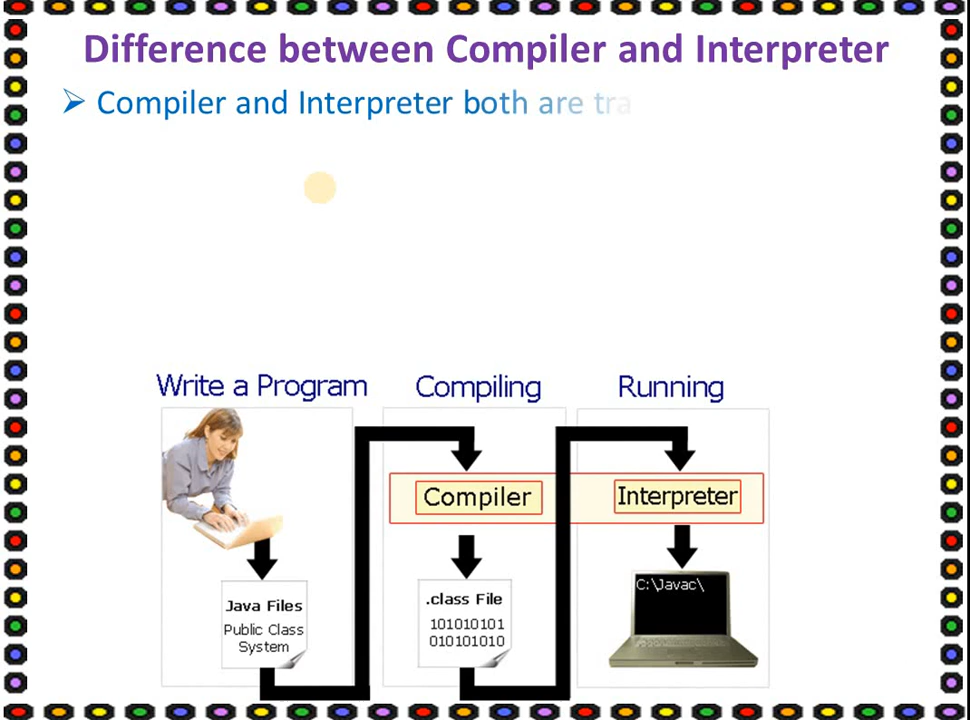 Difference between Compiler and Interpreter
Compiler and Interpreter both are
Write a Program
Compiling
Running
Compiler
Interpreter
Java Files
Public Class
System
.class File
101010101
010101010
C:\Javac\